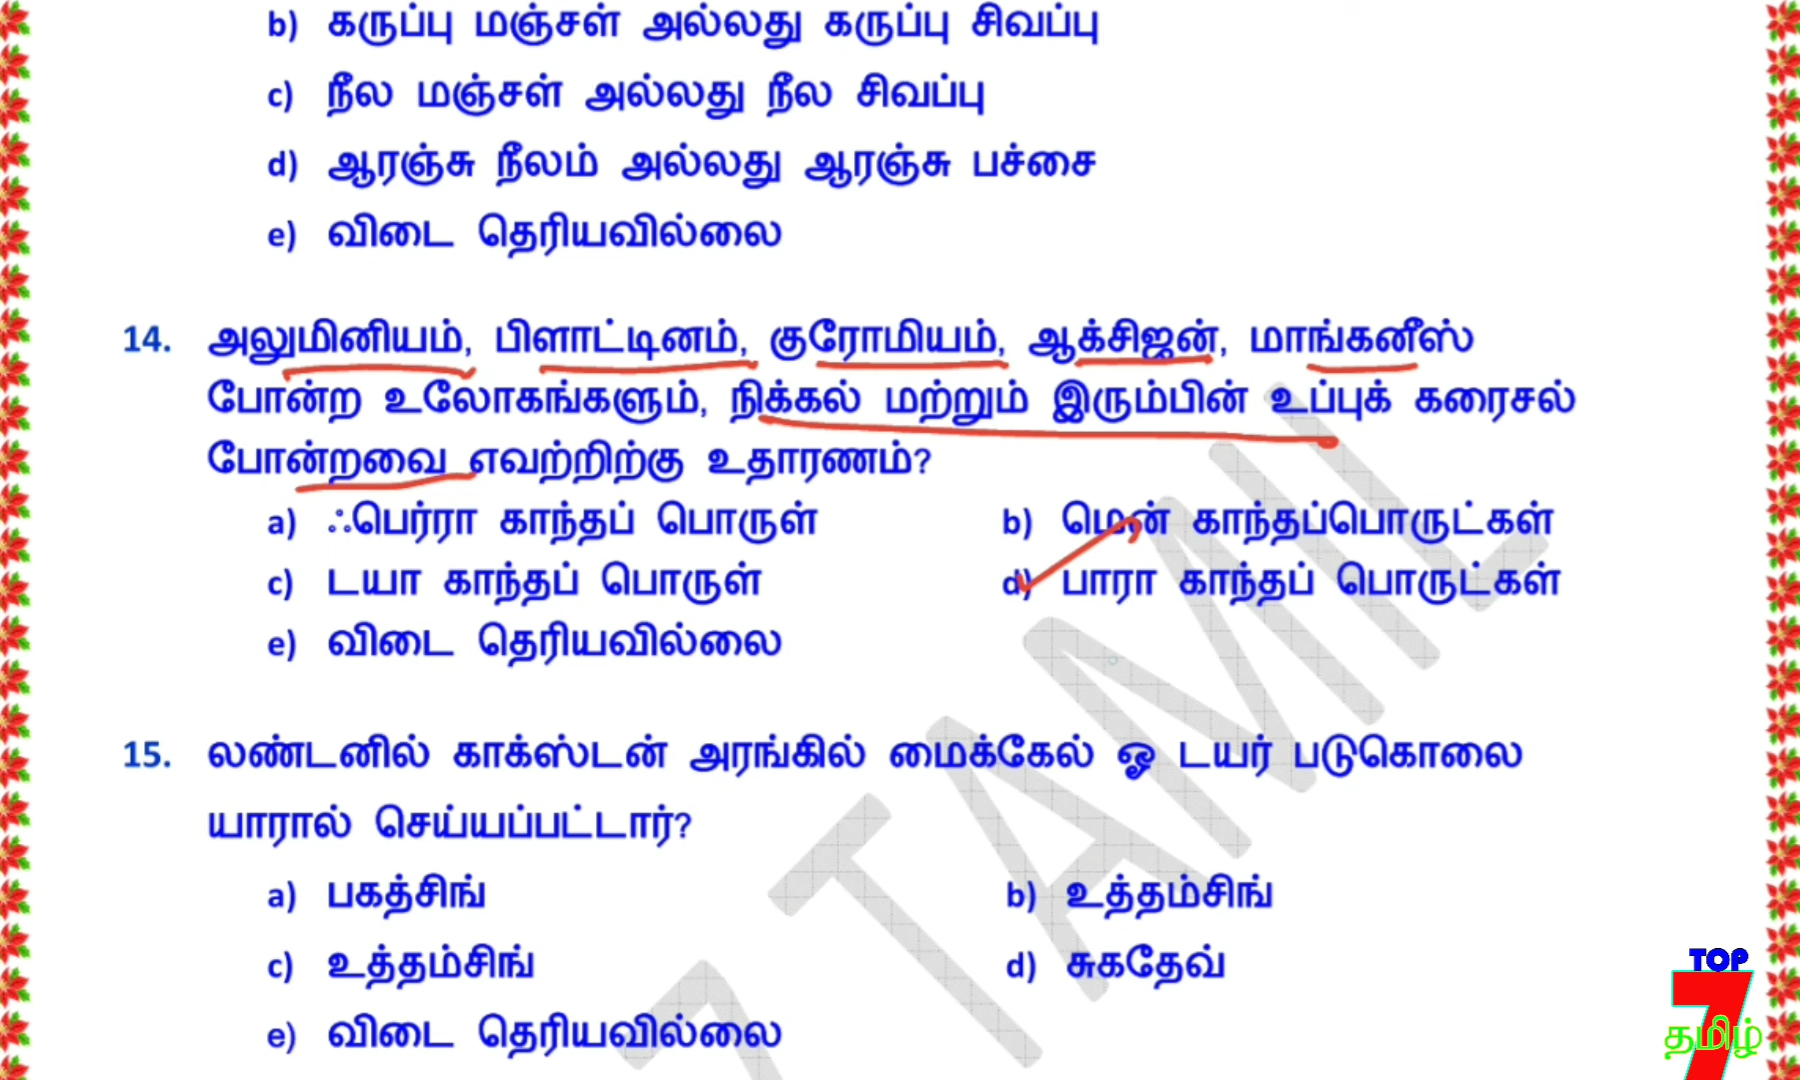 b) கருப்பு மஞ்சள் அல்லது கருப்பு சிவப்பு
c) நீல மஞ்சள் அல்லது நீல சிவப்பு
d) ஆரஞ்சு நீலம் அல்லது ஆரஞ்சு பச்சை
e) விடை தெரியவில்லை
14. அலுமினியம், பிளாட்டினம், குரோமியம், ஆக்சிஜன், மாங்கனீஸ்
போன்ற உலோகங்களும், நிக்கல் மற்றும் இரும்பின் உப்புக் கரைசல்
போன்றவை எவற்றிற்கு உதாரணம்?
a) ஃபெர்ரா காந்தப் பொருள் b) மென் காந்தப்பொருட்கள்
c) டயா காந்தப் பொருள் d) பாரா காந்தப் பொருட்கள்
e) விடை தெரியவில்லை
15. லண்டனில் காக்ஸ்டன் அரங்கில் மைக்கேல் ஓ டயர் படுகொலை
யாரால் செய்யப்பட்டார்?
a) பகத்சிங் b) உத்தம்சிங்
c) உத்தம்சிங் d) சுகதேவ்
e) விடை தெரியவில்லை
7 TAMIL
TOP
7
தமிழ்